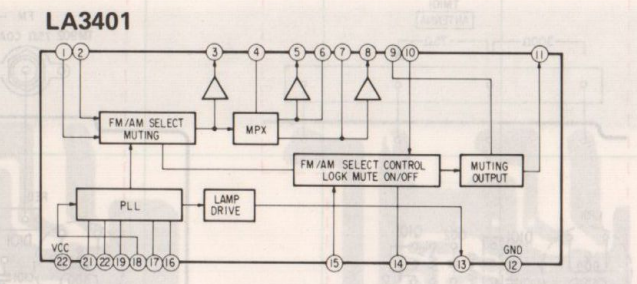 LA3401
1 2 3 4 5 6 7 8 9 10 11
FM/AM SELECT
MUTING
MPX
FM/AM SELECT CONTROL
LOGK MUTE ON/OFF
MUTING
OUTPUT
PLL
LAMP
DRIVE
VCC
GND
22 21 22 19 18 17 16 15 14 13 12